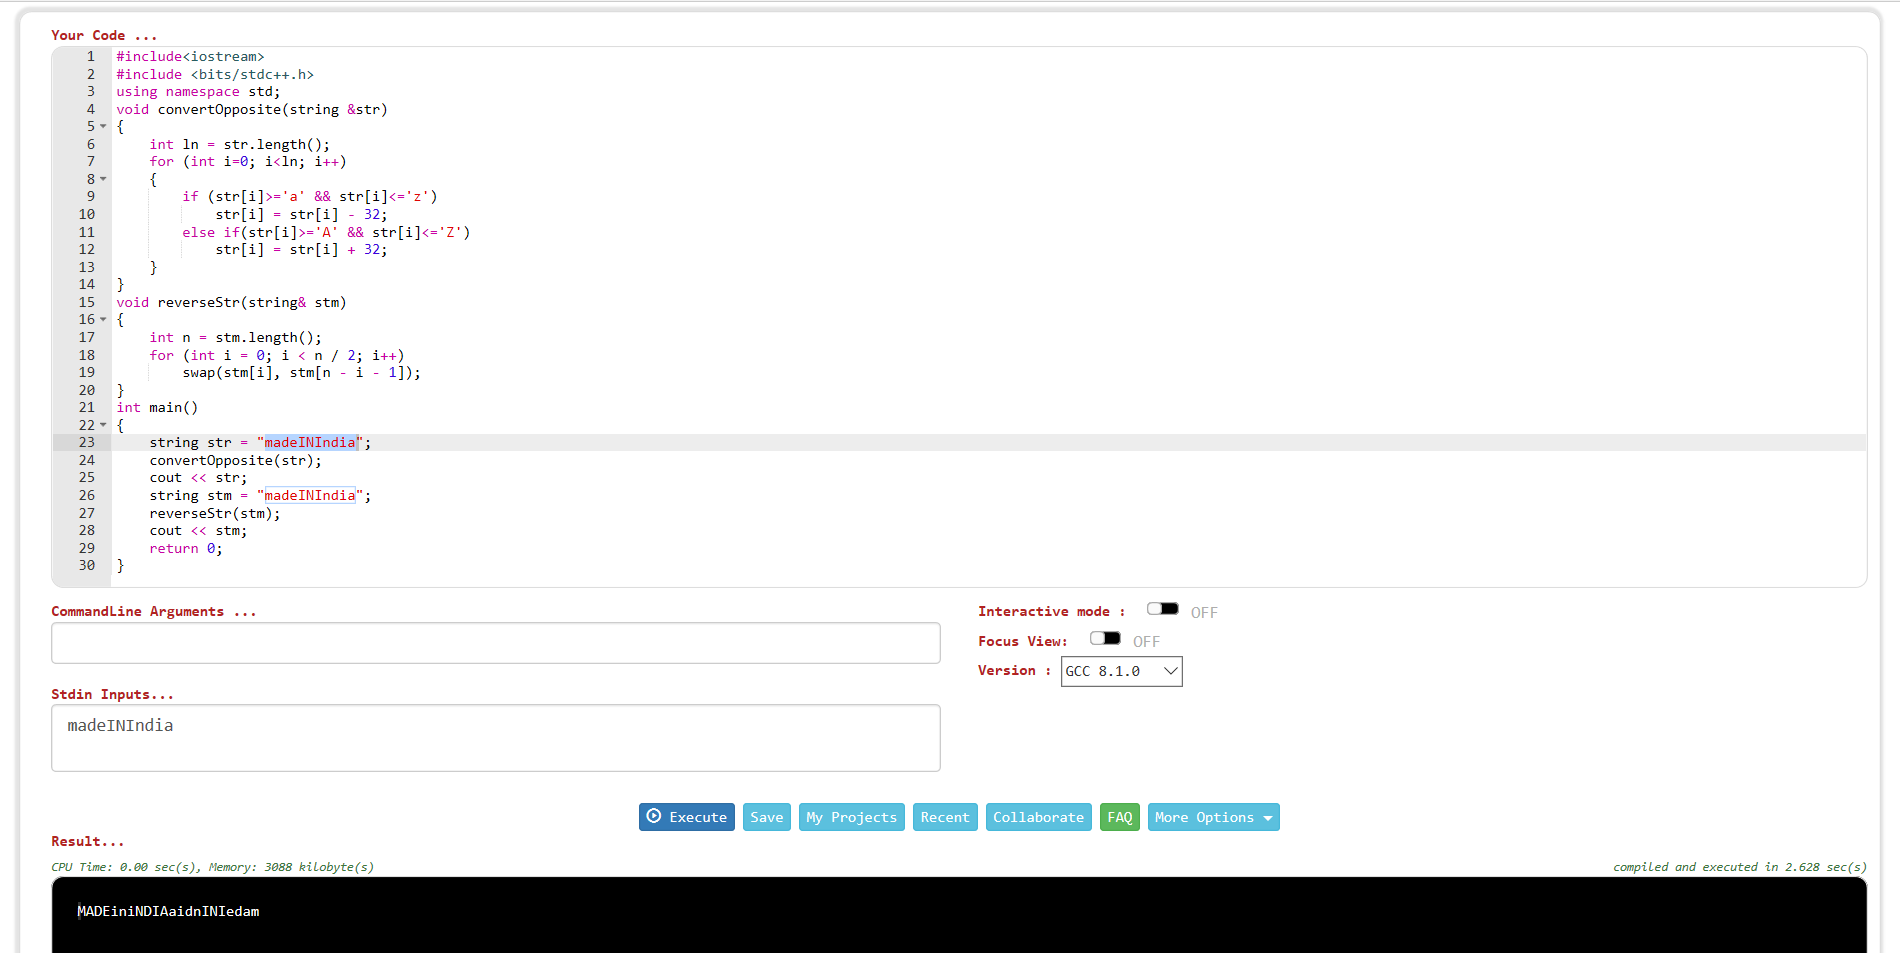 Your Code ...
1 #include<iostream>
2 #include <bits/stdc++.h>
3 using namespace std;
4 void convertOpposite(string &str)
5 {
6     int ln = str.length();
7     for (int i=0; i<ln; i++)
8     {
9         if (str[i]>='a' && str[i]<='z')
10             str[i] = str[i] - 32;
11         else if(str[i]>='A' && str[i]<='Z')
12             str[i] = str[i] + 32;
13     }
14 }
15 void reverseStr(string& stm)
16 {
17     int n = stm.length();
18     for (int i = 0; i < n / 2; i++)
19         swap(stm[i], stm[n - i - 1]);
20 }
21 int main()
22 {
23     string str = "madeINIndia";
24     convertOpposite(str);
25     cout << str;
26     string stm = "madeINIndia";
27     reverseStr(stm);
28     cout << stm;
29     return 0;
30 }
CommandLine Arguments ...
Interactive mode : OFF
Focus View: OFF
Version : GCC 8.1.0
Stdin Inputs...
madeINIndia
Execute Save My Projects Recent Collaborate FAQ More Options
Result...
CPU Time: 0.00 sec(s), Memory: 3088 kilobyte(s) compiled and executed in 2.628 sec(s)
MADEiniNDIAaidnINIedam